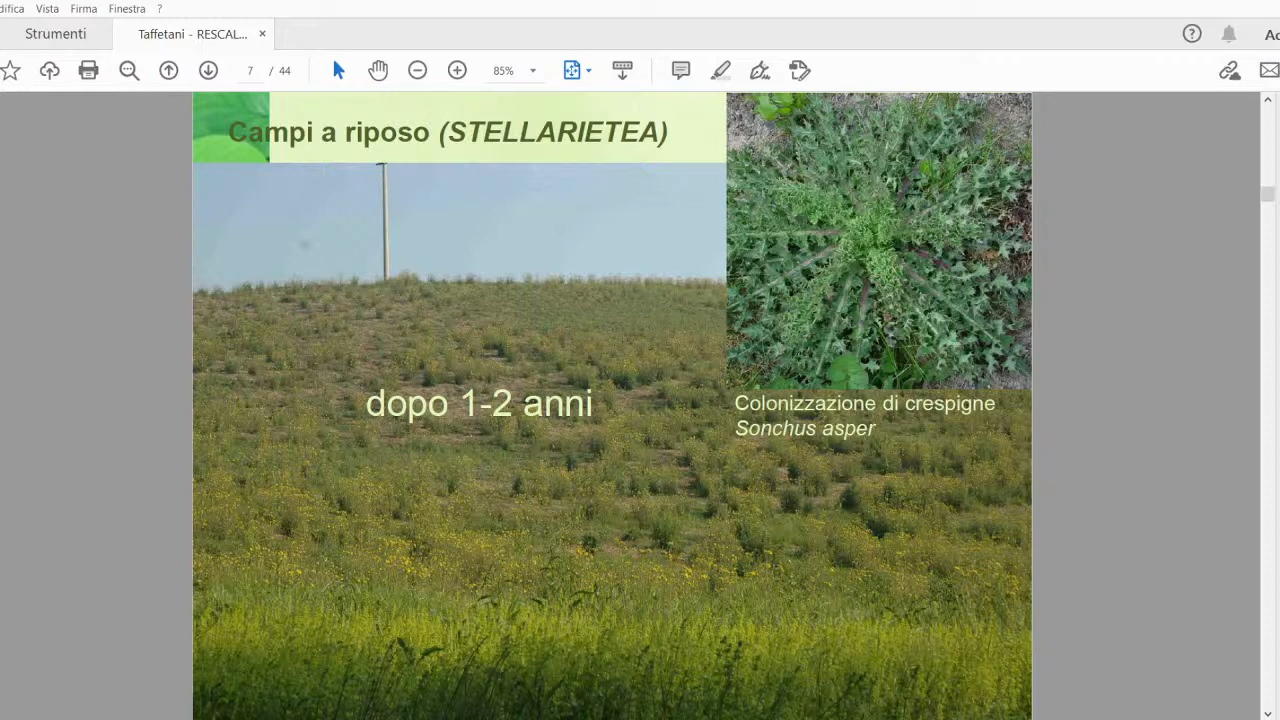 difica Vista Firma Finestra ?
Strumenti Taffetani - RESCAL... × ? Ac
7 / 44 85%
Campi a riposo (STELLARIETEA)
dopo 1-2 anni
Colonizzazione di crespigne
Sonchus asper